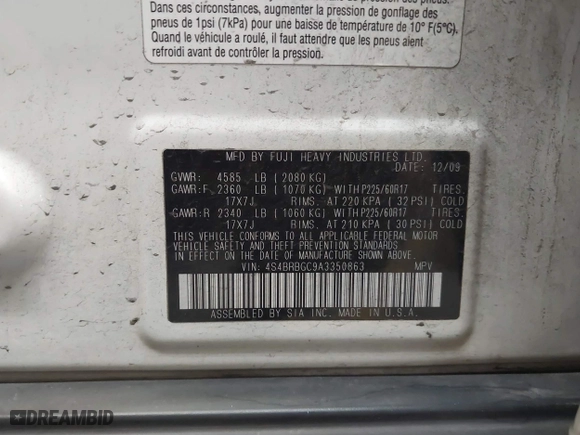 Dans ces circonstances, augmenter la pression de gonflage des
pneus de 1psi (7kPa) pour une baisse de température de 10° F(5°C).
Quand le véhicule a roulé, il faut attendre que les pneus aient
refroidi avant de contrôler la pression.
MFD BY FUJI HEAVY INDUSTRIES LTD.
DATE: 12/09
GVWR: 4585 LB (2080 KG)
GAWR:F 2360 LB (1070 KG) WITH P225/60R17 TIRES.
17X7J RIMS. AT 220 KPA (32 PSI) COLD
GAWR:R 2340 LB (1060 KG) WITH P225/60R17 TIRES.
17X7J RIMS. AT 210 KPA (30 PSI) COLD
THIS VEHICLE CONFORMS TO ALL APPLICABLE FEDERAL MOTOR
VEHICLE SAFETY AND THEFT PREVENTION STANDARDS IN EFFECT
ON THE DATE OF MANUFACTURE SHOWN ABOVE.
VIN: 4S4BRBGC9A3350863 MPV
ASSEMBLED BY SIA INC. MADE IN U.S.A.
DREAMBID